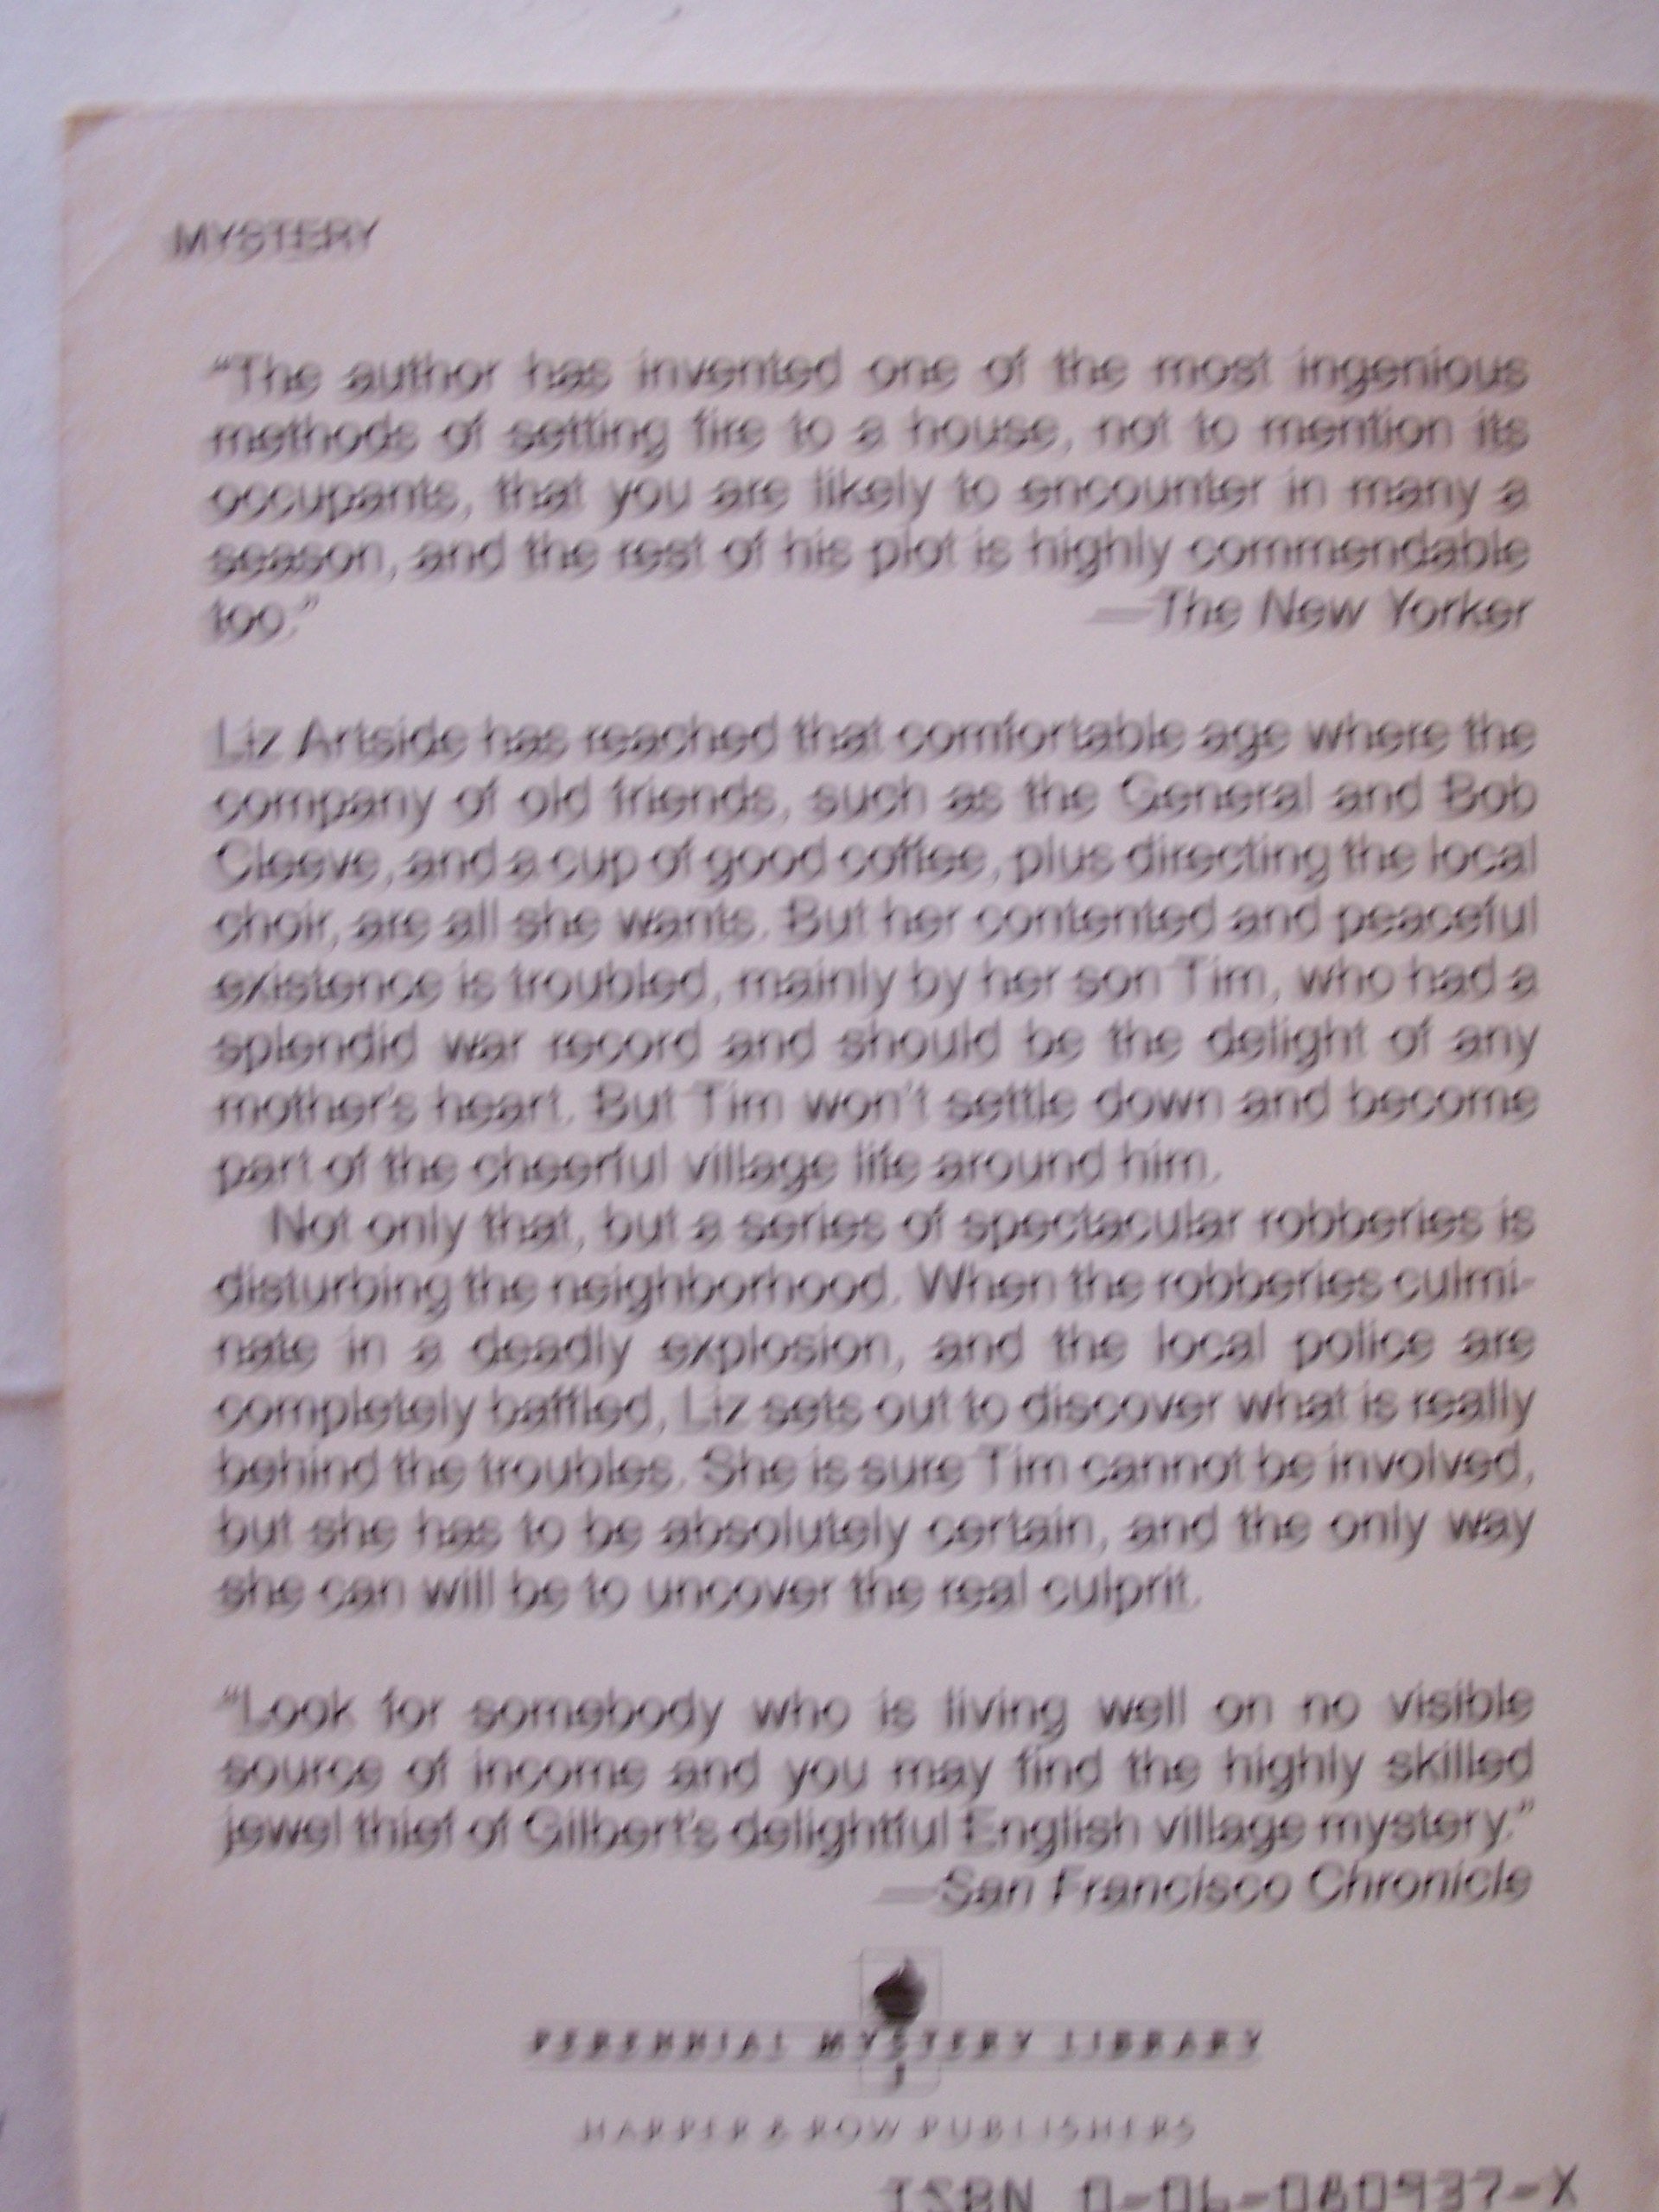 MYSTERY
“The author has invented one of the most ingenious
methods of setting fire to a house, not to mention its
occupants, that you are likely to encounter in many a
season, and the rest of his plot is highly commendable
too.” —The New Yorker
Liz Artside has reached that comfortable age where the
company of old friends, such as the General and Bob
Cleeve, and a cup of good coffee, plus directing the local
choir, are all she wants. But her contented and peaceful
existence is troubled, mainly by her son Tim, who had a
splendid war record and should be the delight of any
mother's heart. But Tim won't settle down and become
part of the cheerful village life around him.
Not only that, but a series of spectacular robberies is
disturbing the neighborhood. When the robberies culmi-
nate in a deadly explosion, and the local police are
completely baffled, Liz sets out to discover what is really
behind the troubles. She is sure Tim cannot be involved,
but she has to be absolutely certain, and the only way
she can will be to uncover the real culprit.
“Look for somebody who is living well on no visible
source of income and you may find the highly skilled
jewel thief of Gilbert's delightful English village mystery.”
—San Francisco Chronicle
PERENNIAL MYSTERY LIBRARY
HARPER & ROW PUBLISHERS
ISBN 0-06-080937-X